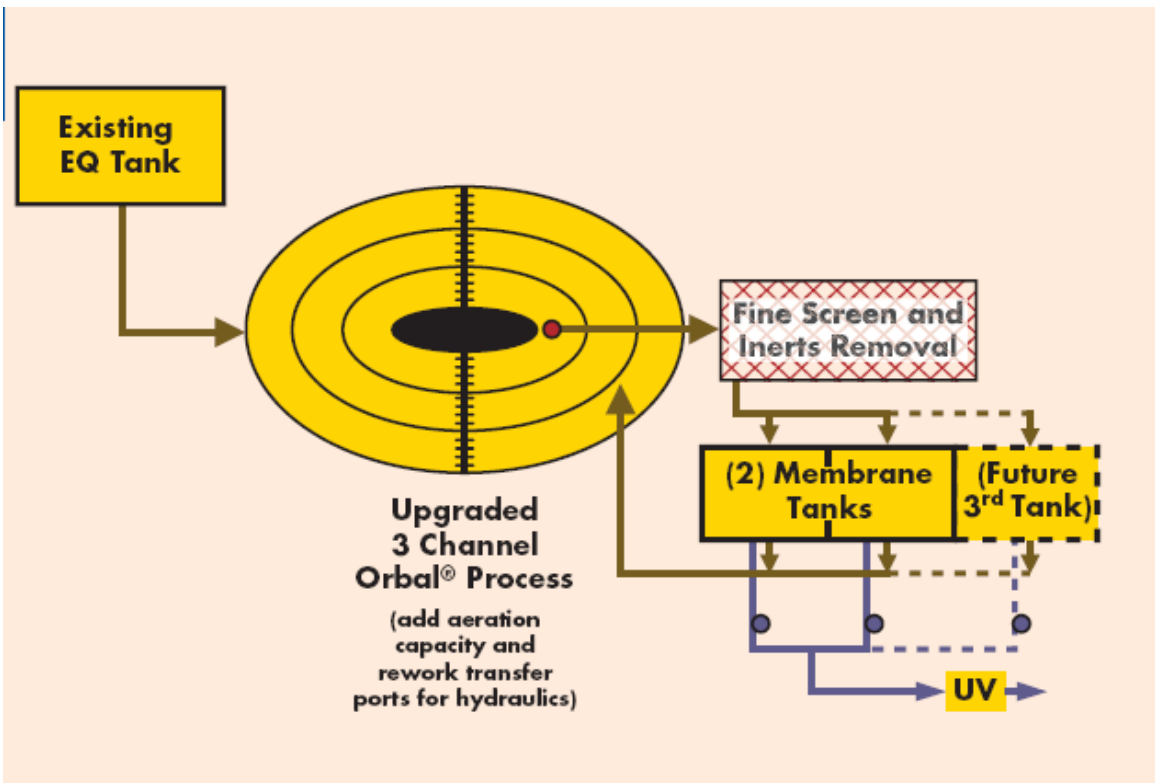 Existing
EQ Tank
Fine Screen and
Inerts Removal
(2) Membrane
Tanks
(Future
3rd Tank)
Upgraded
3 Channel
Orbal® Process
(add aeration
capacity and
rework transfer
ports for hydraulics)
UV